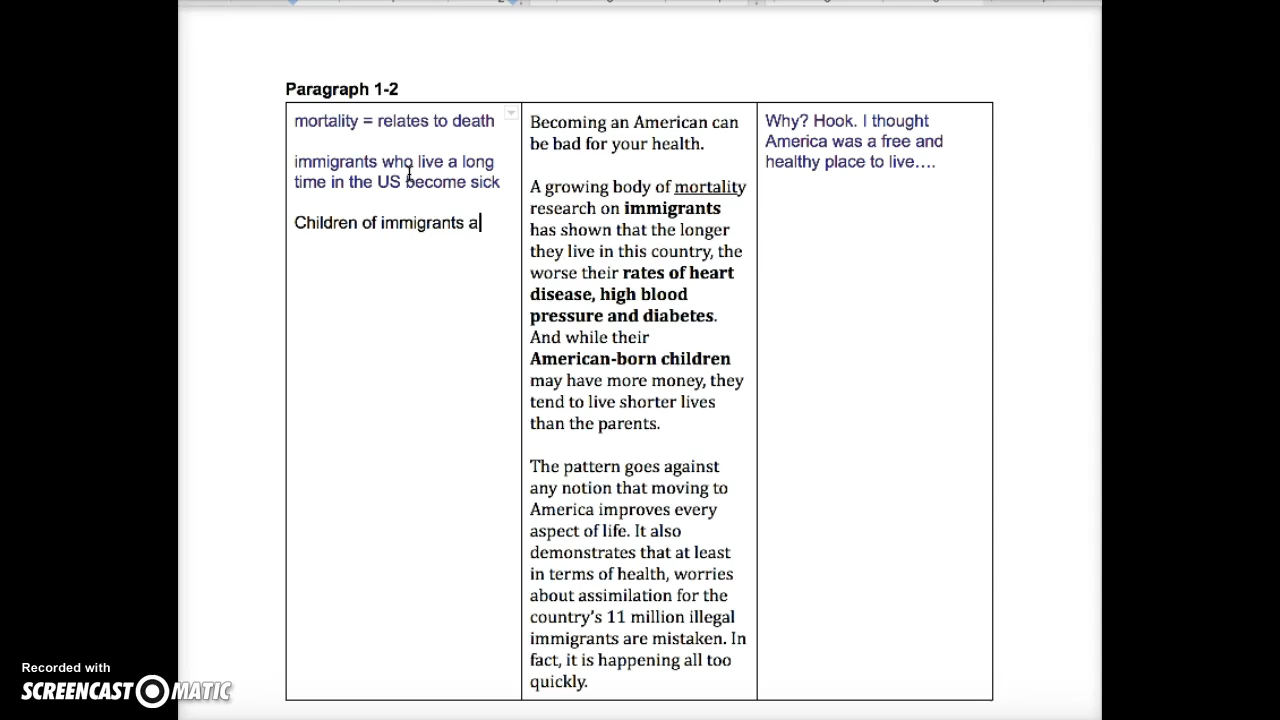 Paragraph 1-2
mortality = relates to death
immigrants who live a long
time in the US become sick
Children of immigrants a
Becoming an American can
be bad for your health.
A growing body of mortality
research on immigrants
has shown that the longer
they live in this country, the
worse their rates of heart
disease, high blood
pressure and diabetes.
And while their
American-born children
may have more money, they
tend to live shorter lives
than the parents.
The pattern goes against
any notion that moving to
America improves every
aspect of life. It also
demonstrates that at least
in terms of health, worries
about assimilation for the
country's 11 million illegal
immigrants are mistaken. In
fact, it is happening all too
quickly.
Why? Hook. I thought
America was a free and
healthy place to live....
Recorded with
SCREENCAST MATIC